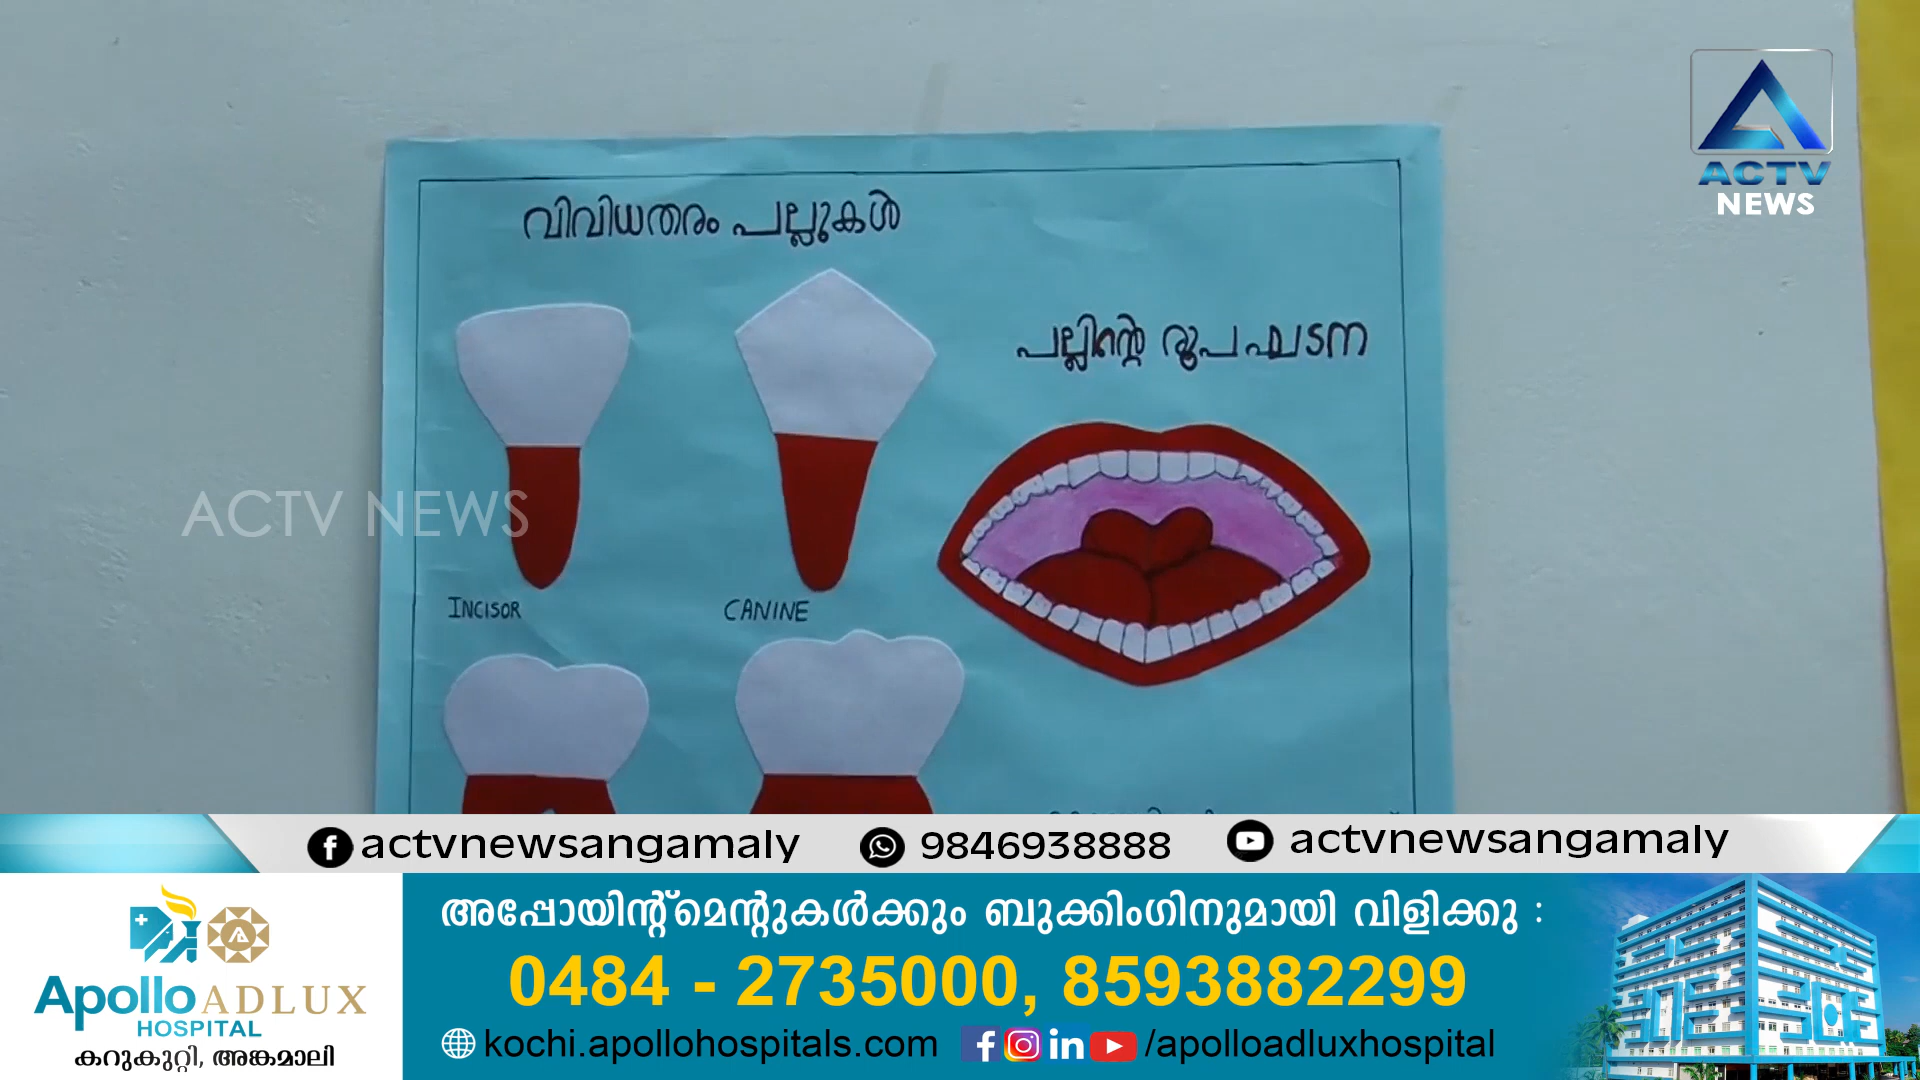 ACTV
NEWS
വിവിധതരം പല്ലുകൾ
പല്ലിന്റെ രൂപഘടന
ACTV NEWS
INCISOR
CANINE
actvnewsangamaly
9846938888
actvnewsangamaly
Apollo ADLUX
HOSPITAL
കറുകുറ്റി, അങ്കമാലി
അപ്പോയിന്റ്മെന്റുകൾക്കും ബുക്കിംഗിനുമായി വിളിക്കു :
0484 - 2735000, 8593882299
kochi.apollohospitals.com
/apolloadluxhospital